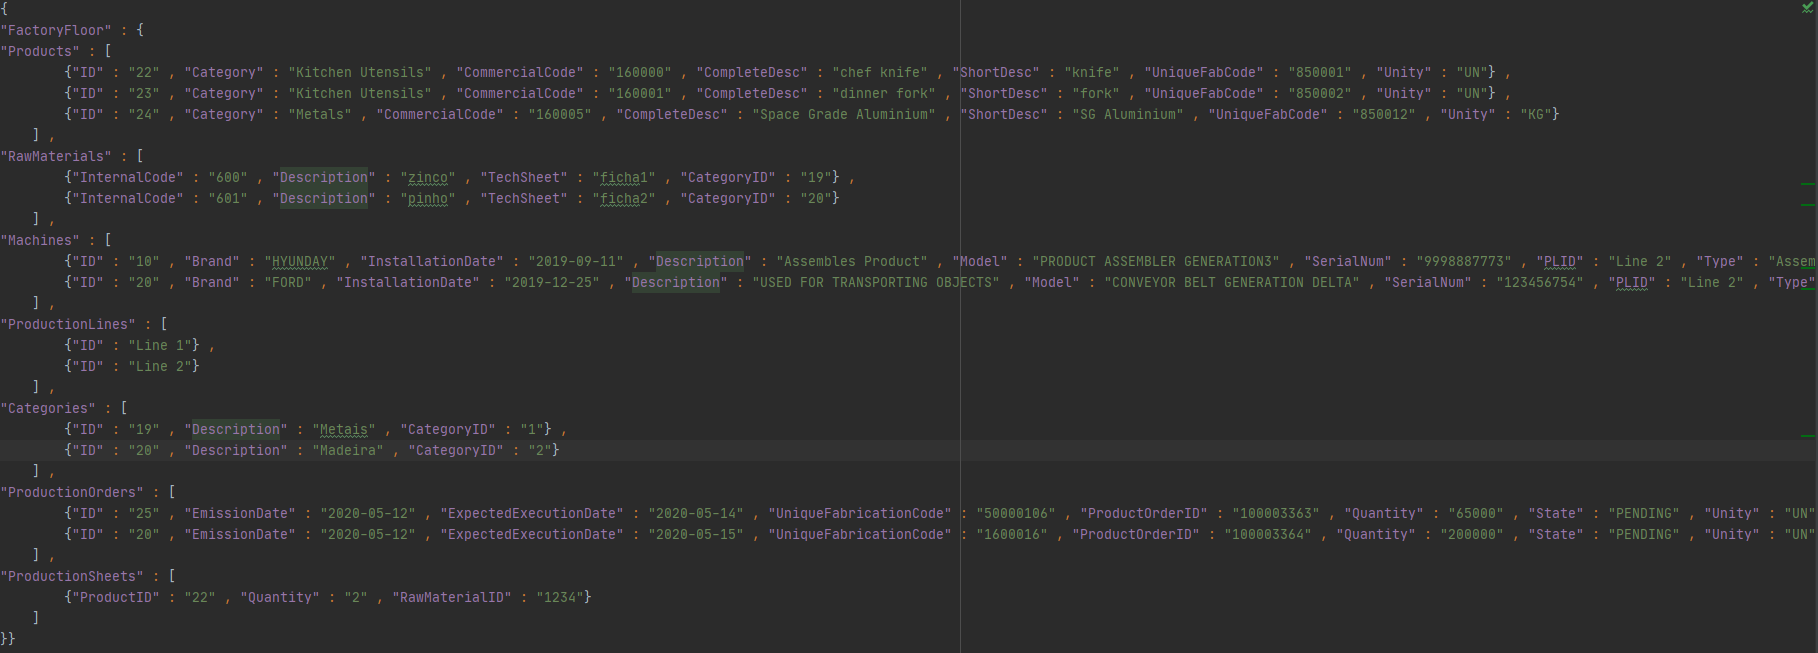 {
"FactoryFloor" : {
"Products" : [
{"ID" : "22" , "Category" : "Kitchen Utensils" , "CommercialCode" : "160000" , "CompleteDesc" : "chef knife" , "ShortDesc" : "knife" , "UniqueFabCode" : "850001" , "Unity" : "UN"} ,
{"ID" : "23" , "Category" : "Kitchen Utensils" , "CommercialCode" : "160001" , "CompleteDesc" : "dinner fork" , "ShortDesc" : "fork" , "UniqueFabCode" : "850002" , "Unity" : "UN"} ,
{"ID" : "24" , "Category" : "Metals" , "CommercialCode" : "160005" , "CompleteDesc" : "Space Grade Aluminium" , "ShortDesc" : "SG Aluminium" , "UniqueFabCode" : "850012" , "Unity" : "KG"}
] ,
"RawMaterials" : [
{"InternalCode" : "600" , "Description" : "zinco" , "TechSheet" : "ficha1" , "CategoryID" : "19"} ,
{"InternalCode" : "601" , "Description" : "pinho" , "TechSheet" : "ficha2" , "CategoryID" : "20"}
] ,
"Machines" : [
{"ID" : "10" , "Brand" : "HYUNDAY" , "InstallationDate" : "2019-09-11" , "Description" : "Assembles Product" , "Model" : "PRODUCT ASSEMBLER GENERATION3" , "SerialNum" : "9998887773" , "PLID" : "Line 2" , "Type" : "Assem
{"ID" : "20" , "Brand" : "FORD" , "InstallationDate" : "2019-12-25" , "Description" : "USED FOR TRANSPORTING OBJECTS" , "Model" : "CONVEYOR BELT GENERATION DELTA" , "SerialNum" : "123456754" , "PLID" : "Line 2" , "Type"
] ,
"ProductionLines" : [
{"ID" : "Line 1"} ,
{"ID" : "Line 2"}
] ,
"Categories" : [
{"ID" : "19" , "Description" : "Metais" , "CategoryID" : "1"} ,
{"ID" : "20" , "Description" : "Madeira" , "CategoryID" : "2"}
] ,
"ProductionOrders" : [
{"ID" : "25" , "EmissionDate" : "2020-05-12" , "ExpectedExecutionDate" : "2020-05-14" , "UniqueFabricationCode" : "50000106" , "ProductOrderID" : "100003363" , "Quantity" : "65000" , "State" : "PENDING" , "Unity" : "UN"
{"ID" : "20" , "EmissionDate" : "2020-05-12" , "ExpectedExecutionDate" : "2020-05-15" , "UniqueFabricationCode" : "1600016" , "ProductOrderID" : "100003364" , "Quantity" : "200000" , "State" : "PENDING" , "Unity" : "UN"
] ,
"ProductionSheets" : [
{"ProductID" : "22" , "Quantity" : "2" , "RawMaterialID" : "1234"}
]
}}